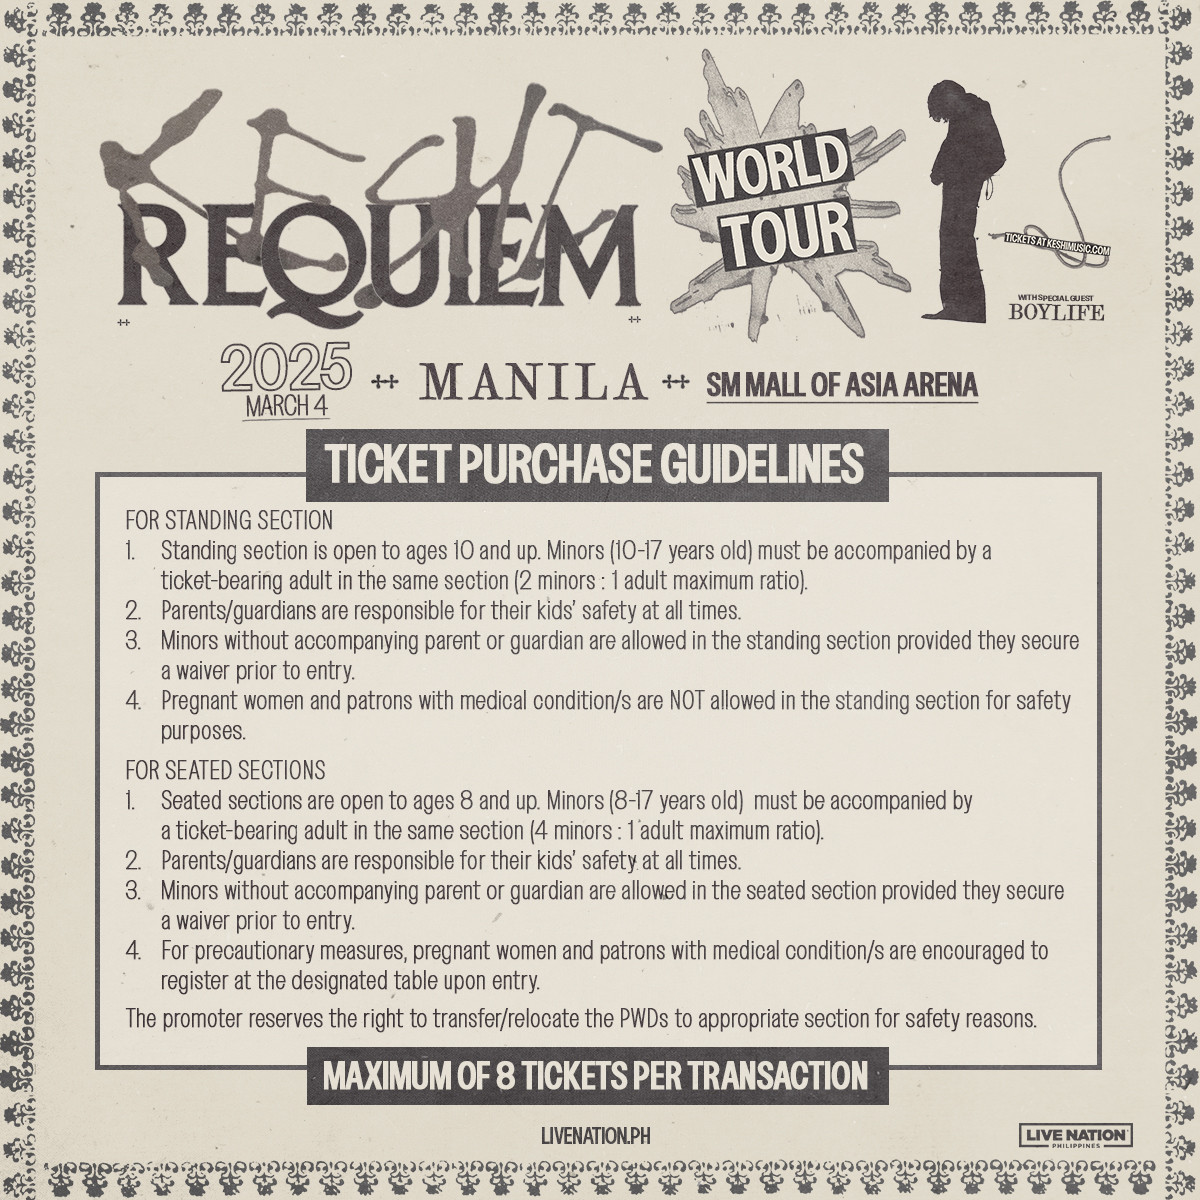 KESHI
REQUIEM
WORLD
TOUR
TICKETS AT KESHIMUSIC.COM
WITH SPECIAL GUEST
BOYLIFE
2025
MARCH 4
MANILA
SM MALL OF ASIA ARENA
TICKET PURCHASE GUIDELINES
FOR STANDING SECTION
1. Standing section is open to ages 10 and up. Minors (10-17 years old) must be accompanied by a
ticket-bearing adult in the same section (2 minors : 1 adult maximum ratio).
2. Parents/guardians are responsible for their kids' safety at all times.
3. Minors without accompanying parent or guardian are allowed in the standing section provided they secure
a waiver prior to entry.
4. Pregnant women and patrons with medical condition/s are NOT allowed in the standing section for safety
purposes.
FOR SEATED SECTIONS
1. Seated sections are open to ages 8 and up. Minors (8-17 years old) must be accompanied by
a ticket-bearing adult in the same section (4 minors : 1 adult maximum ratio).
2. Parents/guardians are responsible for their kids' safety at all times.
3. Minors without accompanying parent or guardian are allowed in the seated section provided they secure
a waiver prior to entry.
4. For precautionary measures, pregnant women and patrons with medical condition/s are encouraged to
register at the designated table upon entry.
The promoter reserves the right to transfer/relocate the PWDs to appropriate section for safety reasons.
MAXIMUM OF 8 TICKETS PER TRANSACTION
LIVENATION.PH
LIVE NATION
PHILIPPINES